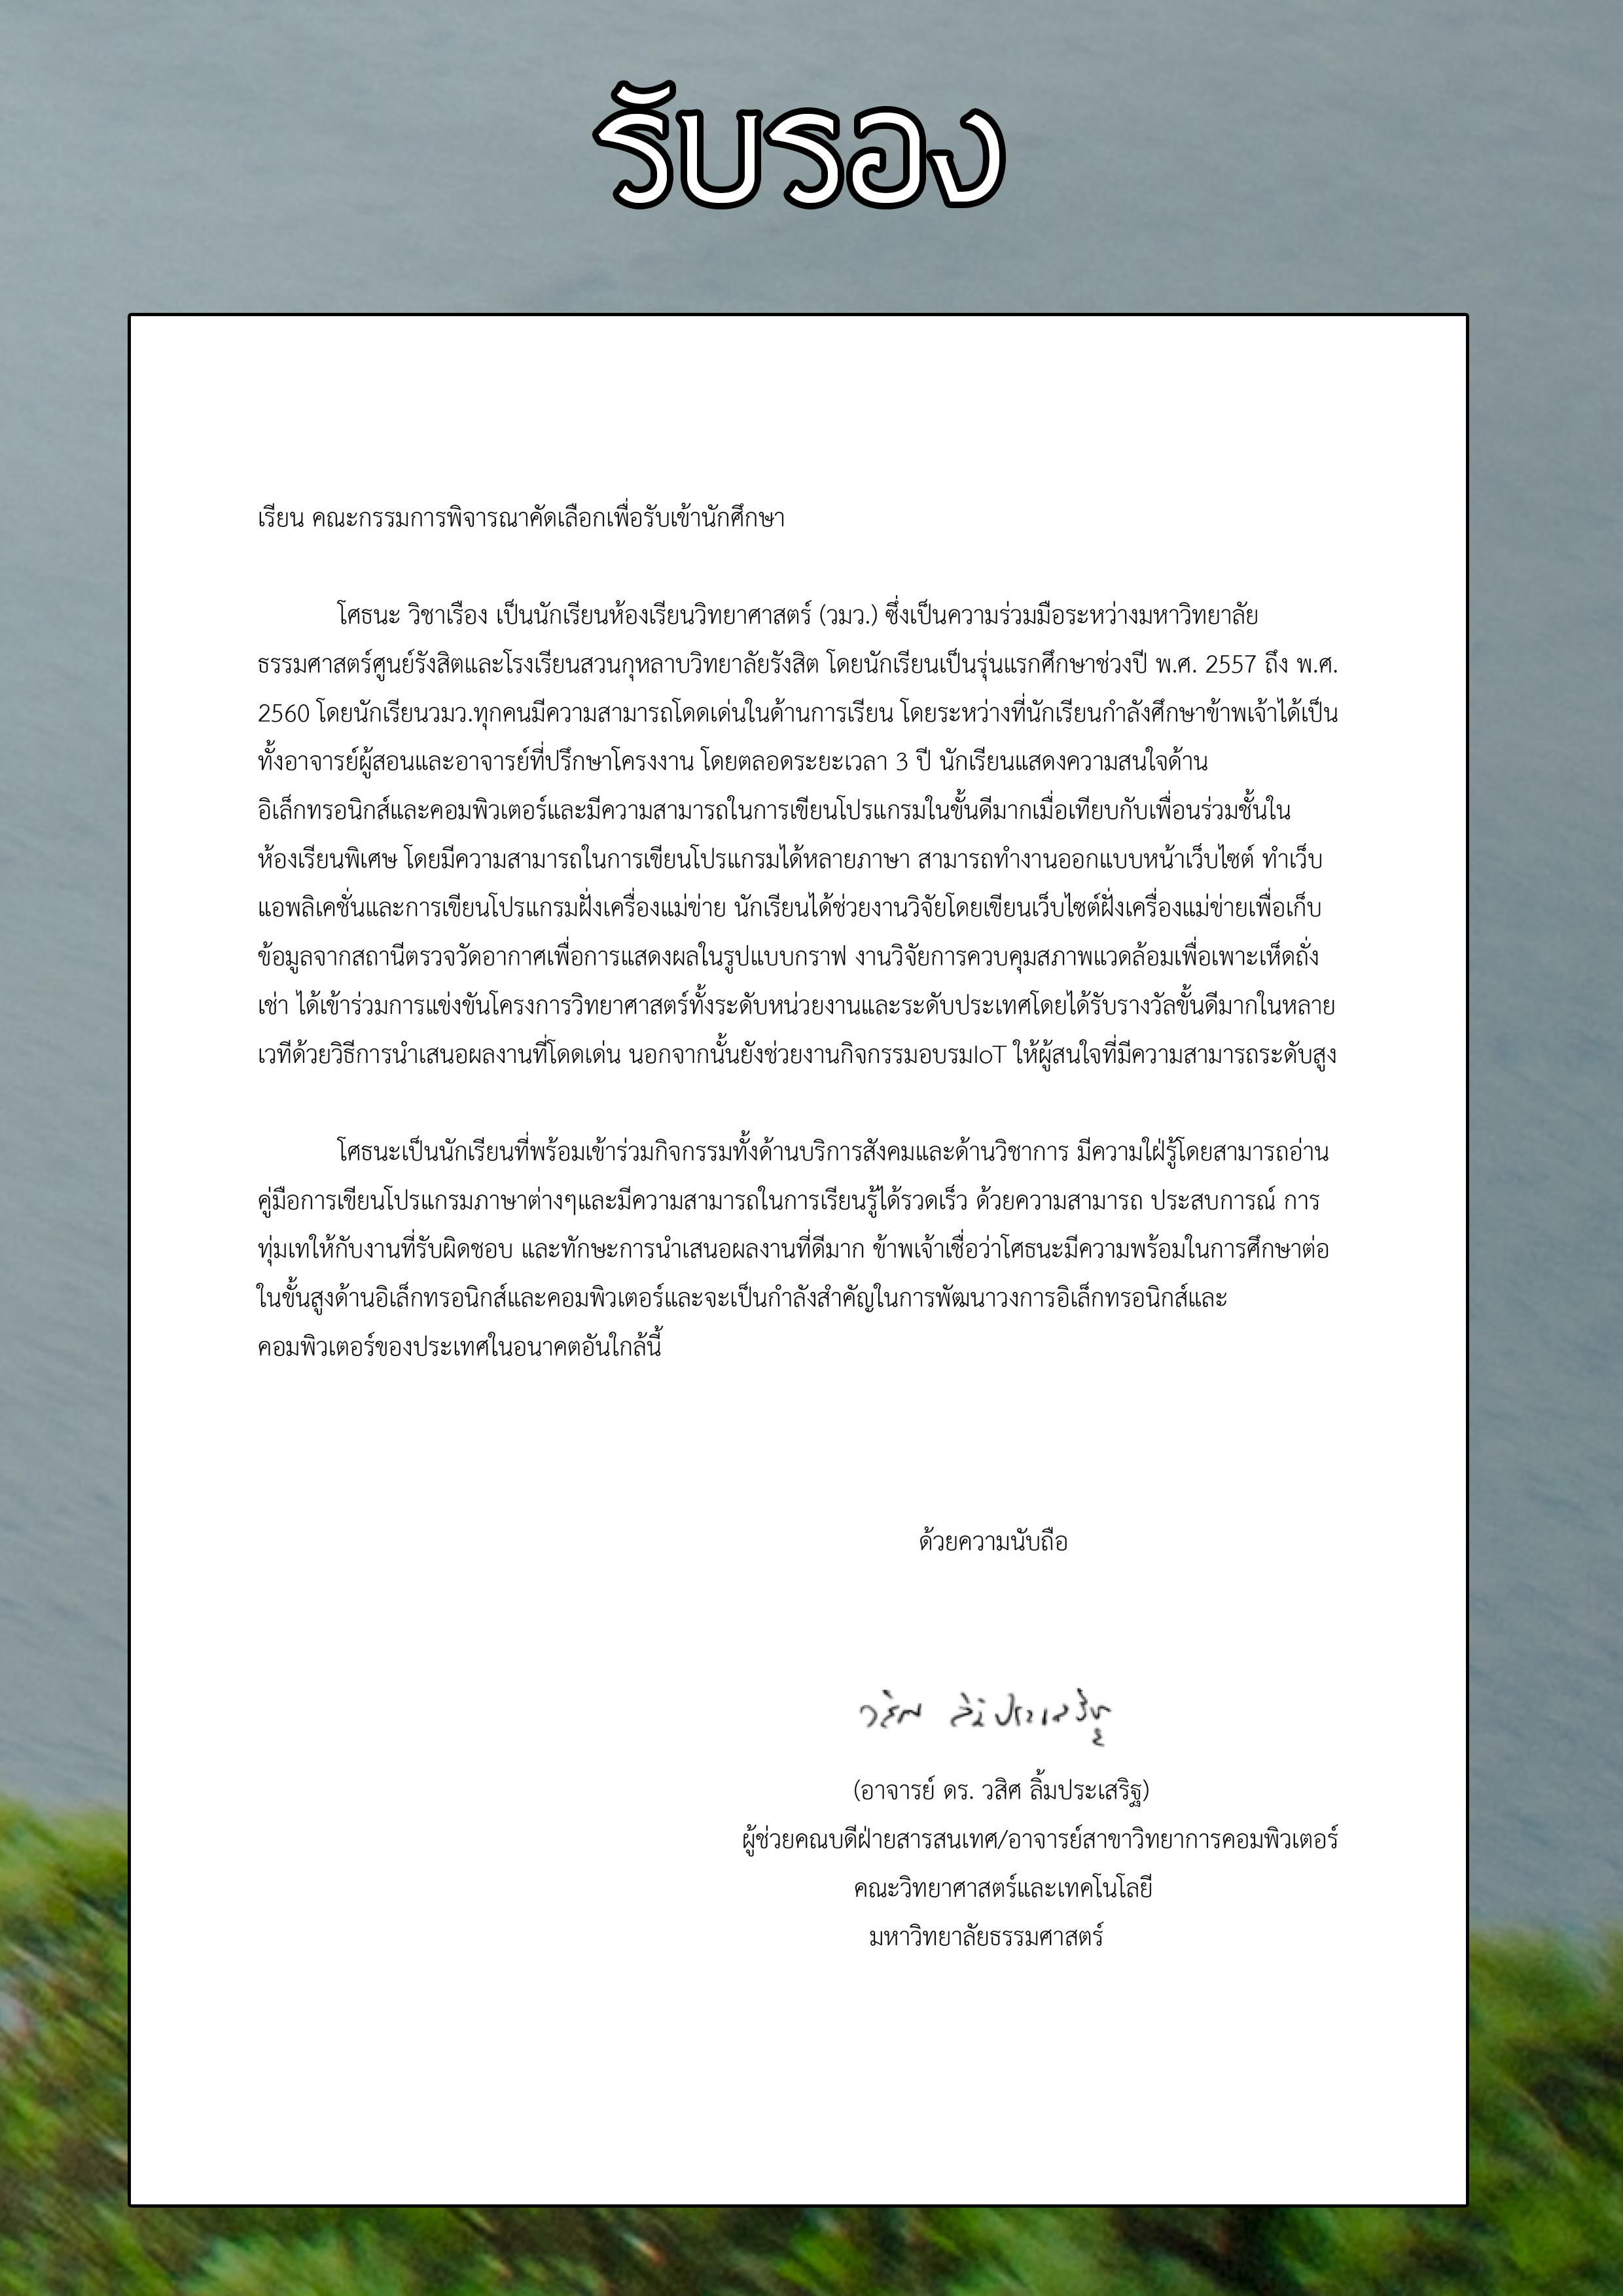 รับรอง
เรียน คณะกรรมการพิจารณาคัดเลือกเพื่อรับเข้านักศึกษา
โศธนะ วิชาเรือง เป็นนักเรียนห้องเรียนวิทยาศาสตร์ (วมว.) ซึ่งเป็นความร่วมมือระหว่างมหาวิทยาลัย
ธรรมศาสตร์ศูนย์รังสิตและโรงเรียนสวนกุหลาบวิทยาลัยรังสิต โดยนักเรียนเป็นรุ่นแรกศึกษาช่วงปี พ.ศ. 2557 ถึง พ.ศ.
2560 โดยนักเรียนวมว.ทุกคนมีความสามารถโดดเด่นในด้านการเรียน โดยระหว่างที่นักเรียนกำลังศึกษาข้าพเจ้าได้เป็น
ทั้งอาจารย์ผู้สอนและอาจารย์ที่ปรึกษาโครงงาน โดยตลอดระยะเวลา 3 ปี นักเรียนแสดงความสนใจด้าน
อิเล็กทรอนิกส์และคอมพิวเตอร์และมีความสามารถในการเขียนโปรแกรมในขั้นดีมากเมื่อเทียบกับเพื่อนร่วมชั้นใน
ห้องเรียนพิเศษ โดยมีความสามารถในการเขียนโปรแกรมได้หลายภาษา สามารถทำงานออกแบบหน้าเว็บไซต์ ทำเว็บ
แอพลิเคชั่นและการเขียนโปรแกรมฝั่งเครื่องแม่ข่าย นักเรียนได้ช่วยงานวิจัยโดยเขียนเว็บไซต์ฝั่งเครื่องแม่ข่ายเพื่อเก็บ
ข้อมูลจากสถานีตรวจวัดอากาศเพื่อการแสดงผลในรูปแบบกราฟ งานวิจัยการควบคุมสภาพแวดล้อมเพื่อเพาะเห็ดถั่ง
เช่า ได้เข้าร่วมการแข่งขันโครงการวิทยาศาสตร์ทั้งระดับหน่วยงานและระดับประเทศโดยได้รับรางวัลขั้นดีมากในหลาย
เวทีด้วยวิธีการนำเสนอผลงานที่โดดเด่น นอกจากนั้นยังช่วยงานกิจกรรมอบรมIoT ให้ผู้สนใจที่มีความสามารถระดับสูง
โศธนะเป็นนักเรียนที่พร้อมเข้าร่วมกิจกรรมทั้งด้านบริการสังคมและด้านวิชาการ มีความใฝ่รู้โดยสามารถอ่าน
คู่มือการเขียนโปรแกรมภาษาต่างๆและมีความสามารถในการเรียนรู้ได้รวดเร็ว ด้วยความสามารถ ประสบการณ์ การ
ทุ่มเทให้กับงานที่รับผิดชอบ และทักษะการนำเสนอผลงานที่ดีมาก ข้าพเจ้าเชื่อว่าโศธนะมีความพร้อมในการศึกษาต่อ
ในขั้นสูงด้านอิเล็กทรอนิกส์และคอมพิวเตอร์และจะเป็นกำลังสำคัญในการพัฒนาวงการอิเล็กทรอนิกส์และ
คอมพิวเตอร์ของประเทศในอนาคตอันใกล้นี้
ด้วยความนับถือ
วสิศ ลิ้มประเสริฐ
(อาจารย์ ดร. วสิศ ลิ้มประเสริฐ)
ผู้ช่วยคณบดีฝ่ายสารสนเทศ/อาจารย์สาขาวิทยาการคอมพิวเตอร์
คณะวิทยาศาสตร์และเทคโนโลยี
มหาวิทยาลัยธรรมศาสตร์